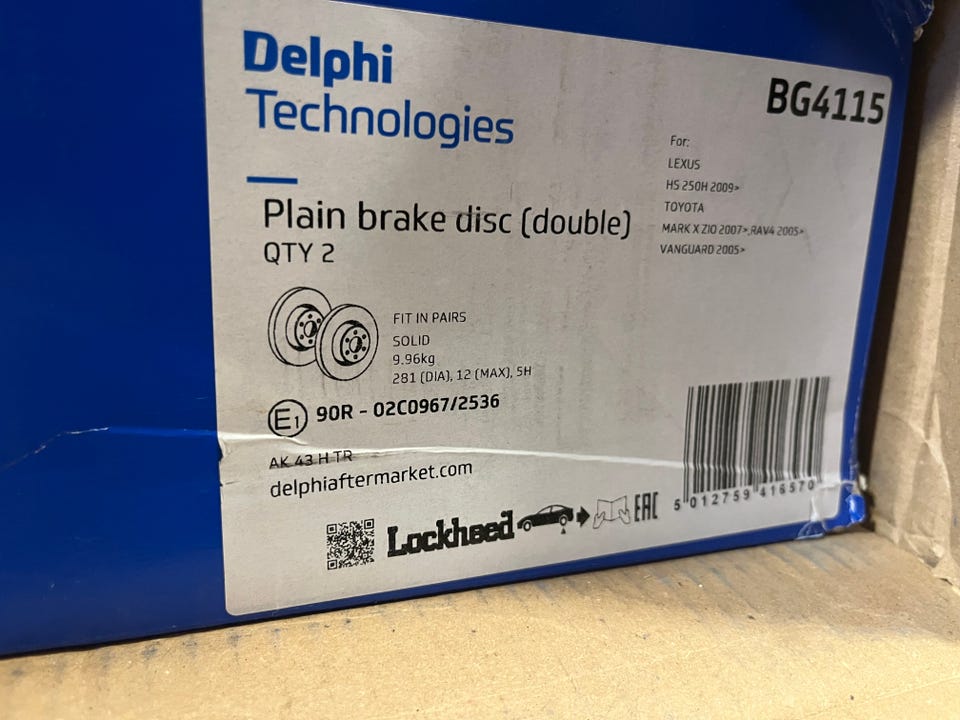 Delphi
Technologies
BG4115
Plain brake disc (double)
QTY 2
For:
LEXUS
HS 250H 2009>
TOYOTA
MARK X ZIO 2007>,RAV4 2005>
VANGUARD 2005>
FIT IN PAIRS
SOLID
9.96kg
281 (DIA), 12 (MAX), 5H
E1 90R - 02C0967/2536
AK 43 H TR
delphiaftermarket.com
Lockheed
EAC
5 012759 416570